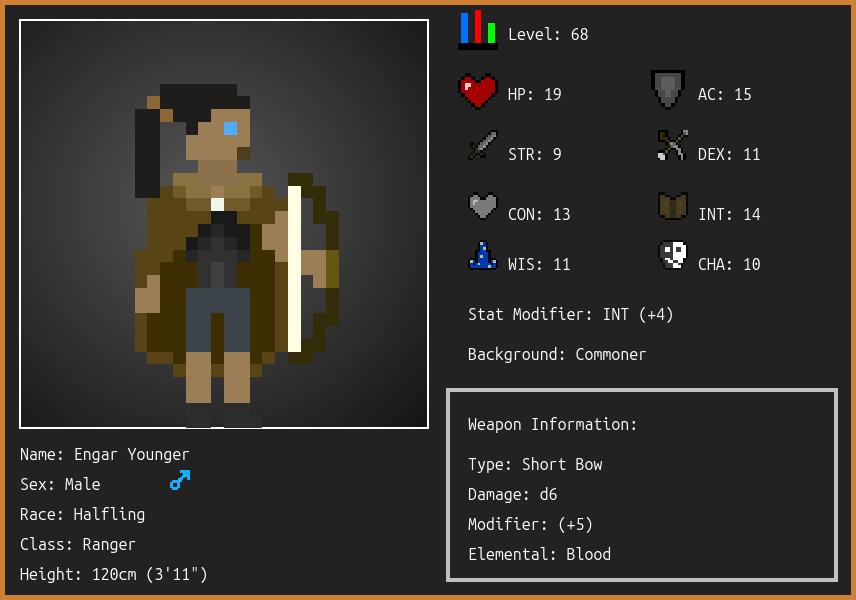 Level: 68
HP: 19
AC: 15
STR: 9
DEX: 11
CON: 13
INT: 14
WIS: 11
CHA: 10
Stat Modifier: INT (+4)
Background: Commoner
Weapon Information:
Type: Short Bow
Damage: d6
Modifier: (+5)
Elemental: Blood
Name: Engar Younger
Sex: Male
Race: Halfling
Class: Ranger
Height: 120cm (3'11")